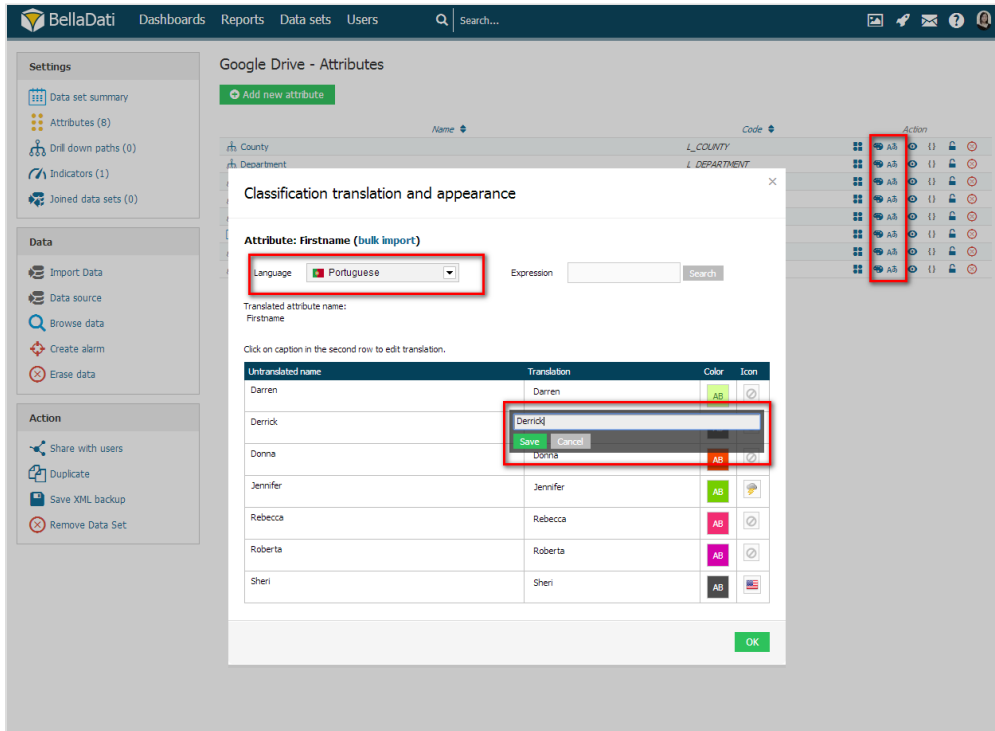 BellaDati Dashboards Reports Data sets Users Search...
Settings
Data set summary
Attributes (8)
Drill down paths (0)
Indicators (1)
Joined data sets (0)
Data
Import Data
Data source
Browse data
Create alarm
Erase data
Action
Share with users
Duplicate
Save XML backup
Remove Data Set
Google Drive - Attributes
Add new attribute
Name Code Action
County L_COUNTY
Department L_DEPARTMENT
Classification translation and appearance
Attribute: Firstname (bulk import)
Language Portuguese Expression Search
Translated attribute name:
Firstname
Click on caption in the second row to edit translation.
Untranslated name Translation Color Icon
Darren Darren AB
Derrick Derrick
Save Cancel
Donna Donna AB
Jennifer Jennifer AB
Rebecca Rebecca AB
Roberta Roberta AB
Sheri Sheri AB
OK